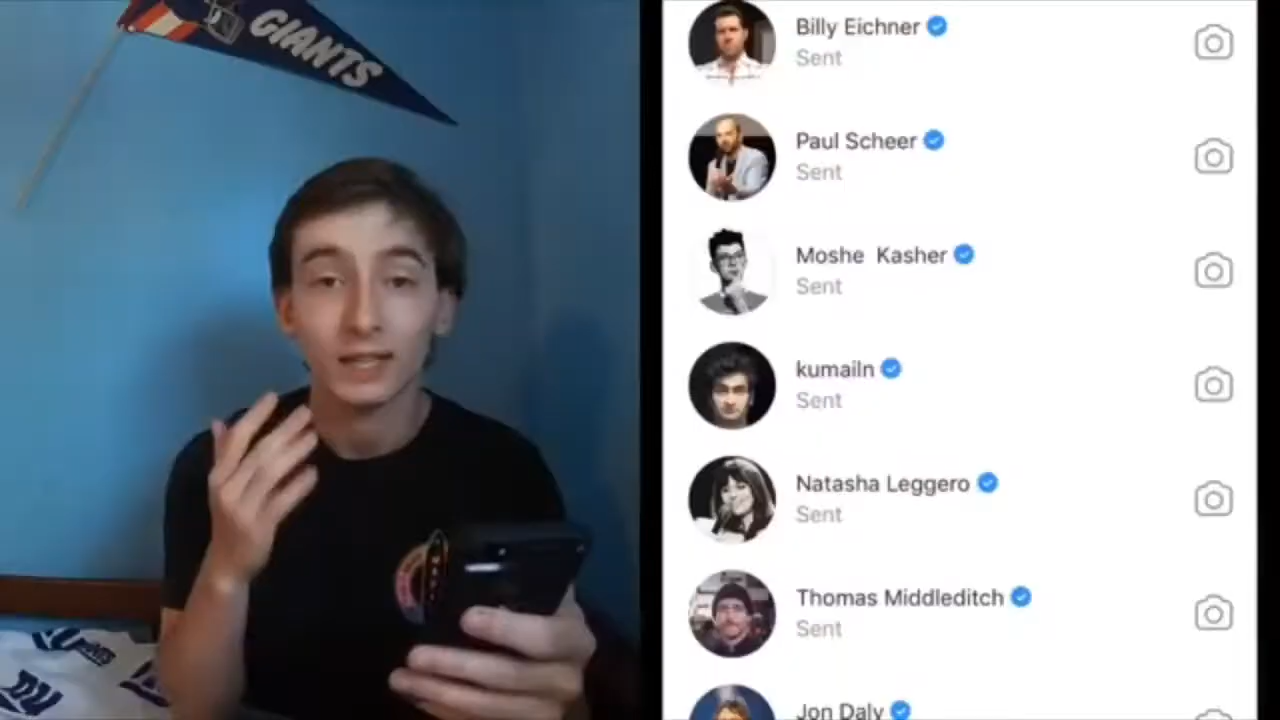 GIANTS
Billy Eichner
Sent
Paul Scheer
Sent
Moshe Kasher
Sent
kumailn
Sent
Natasha Leggero
Sent
Thomas Middleditch
Sent
Jon Daly